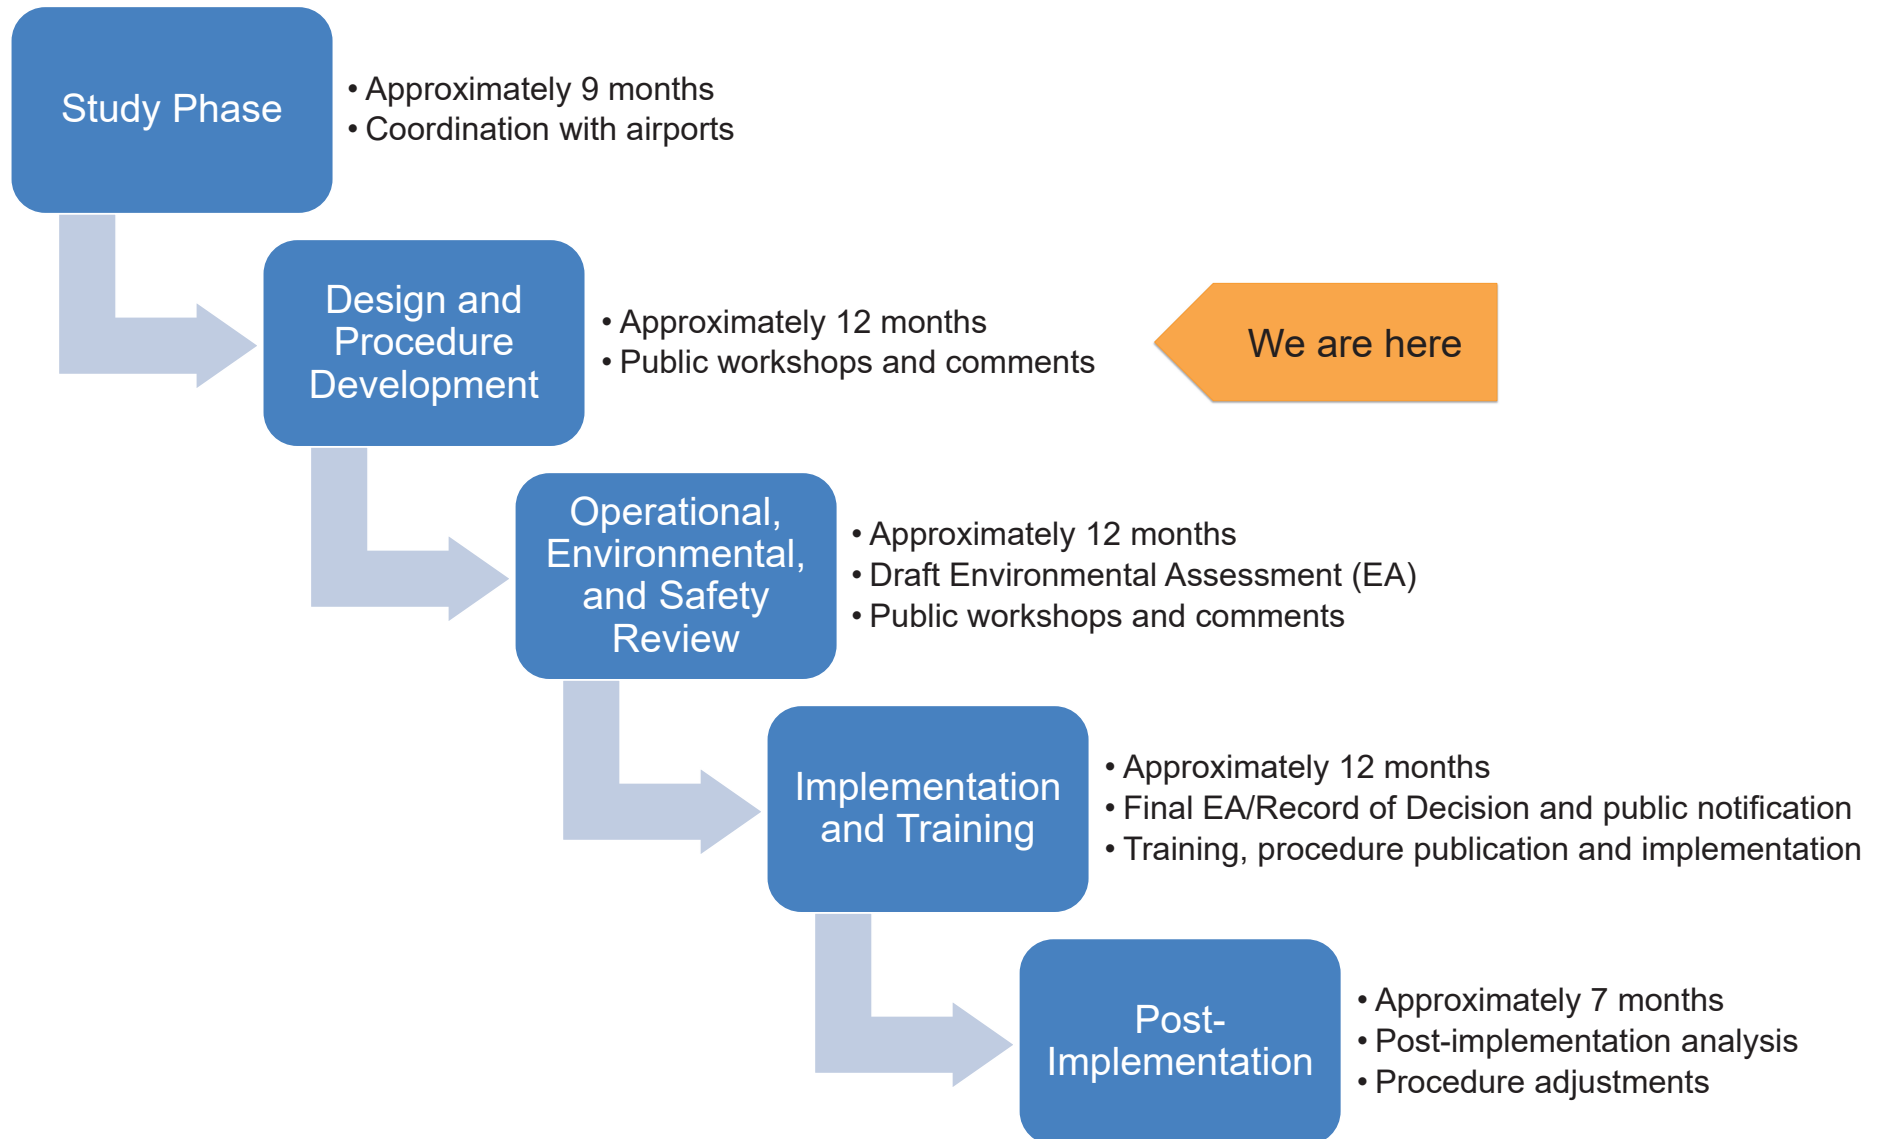 Study Phase
• Approximately 9 months
• Coordination with airports
Design and
Procedure
Development
• Approximately 12 months
• Public workshops and comments
We are here
Operational,
Environmental,
and Safety
Review
• Approximately 12 months
• Draft Environmental Assessment (EA)
• Public workshops and comments
Implementation
and Training
• Approximately 12 months
• Final EA/Record of Decision and public notification
• Training, procedure publication and implementation
Post-
Implementation
• Approximately 7 months
• Post-implementation analysis
• Procedure adjustments